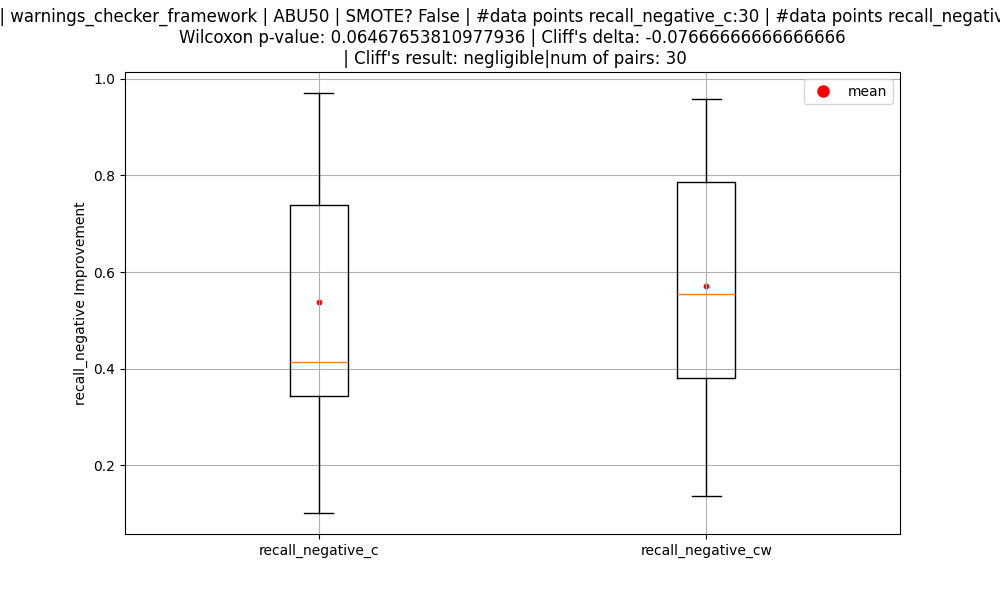 | warnings_checker_framework | ABU50 | SMOTE? False | #data points recall_negative_c:30 | #data points
Wilcoxon p-value: 0.06467653810977936 | Cliff's delta: -0.07666666666666666
| Cliff's result: negligible|num of pairs: 30
1.0
mean
0.8
0.6
0.4
0.2
recall_negative Improvement
recall_negative_c
recall_negative_cw